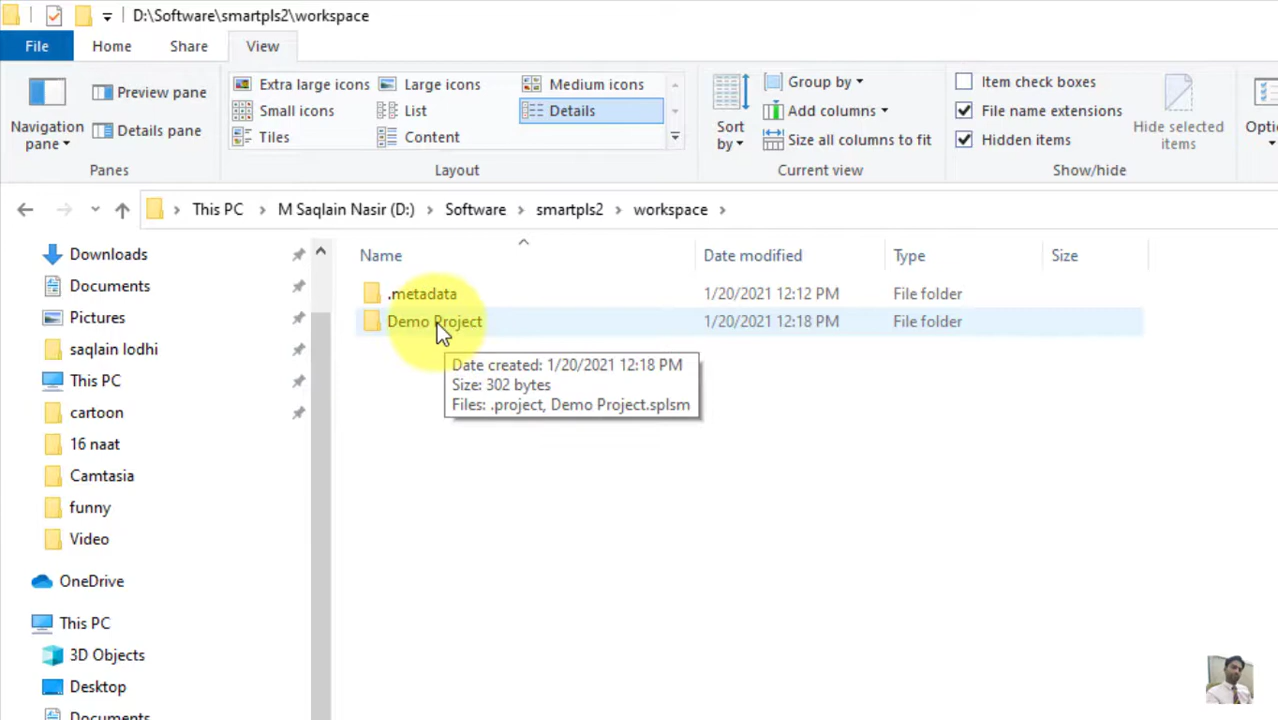 D:\Software\smartpls2\workspace
File Home Share View
Navigation pane
Preview pane
Details pane
Panes
Extra large icons Large icons Medium icons
Small icons List Details
Tiles Content
Layout
Sort by
Group by
Add columns
Size all columns to fit
Current view
Item check boxes
File name extensions
Hidden items
Hide selected items
Show/hide
This PC M Saqlain Nasir (D:) Software smartpls2 workspace
Downloads
Documents
Pictures
saqlain lodhi
This PC
cartoon
16 naat
Camtasia
funny
Video
OneDrive
This PC
3D Objects
Desktop
Documents
Name Date modified Type Size
.metadata 1/20/2021 12:12 PM File folder
Demo Project 1/20/2021 12:18 PM File folder
Date created: 1/20/2021 12:18 PM
Size: 302 bytes
Files: .project, Demo Project.splsm